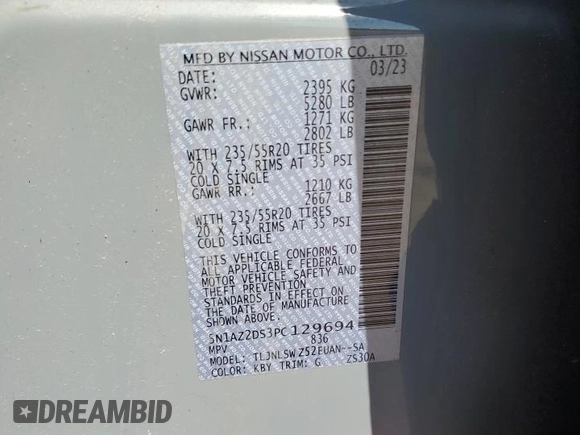 MFD BY NISSAN MOTOR CO., LTD.
DATE: 03/23
GVWR: 2395 KG
5280 LB
GAWR FR.: 1271 KG
2802 LB
WITH 235/55R20 TIRES
20 X 7.5 RIMS AT 35 PSI
COLD SINGLE
GAWR RR.: 1210 KG
2667 LB
WITH 235/55R20 TIRES
20 X 7.5 RIMS AT 35 PSI
COLD SINGLE
THIS VEHICLE CONFORMS TO
ALL APPLICABLE FEDERAL
MOTOR VEHICLE SAFETY AND
THEFT PREVENTION
STANDARDS IN EFFECT ON
THE DATE OF MANUFACTURE
5N1AZ2DS3PC129694
MPV 836
MODEL: TLJNLSWZ52EUAN--SA
COLOR: KBY TRIM: G ZS30A
DREAMBID